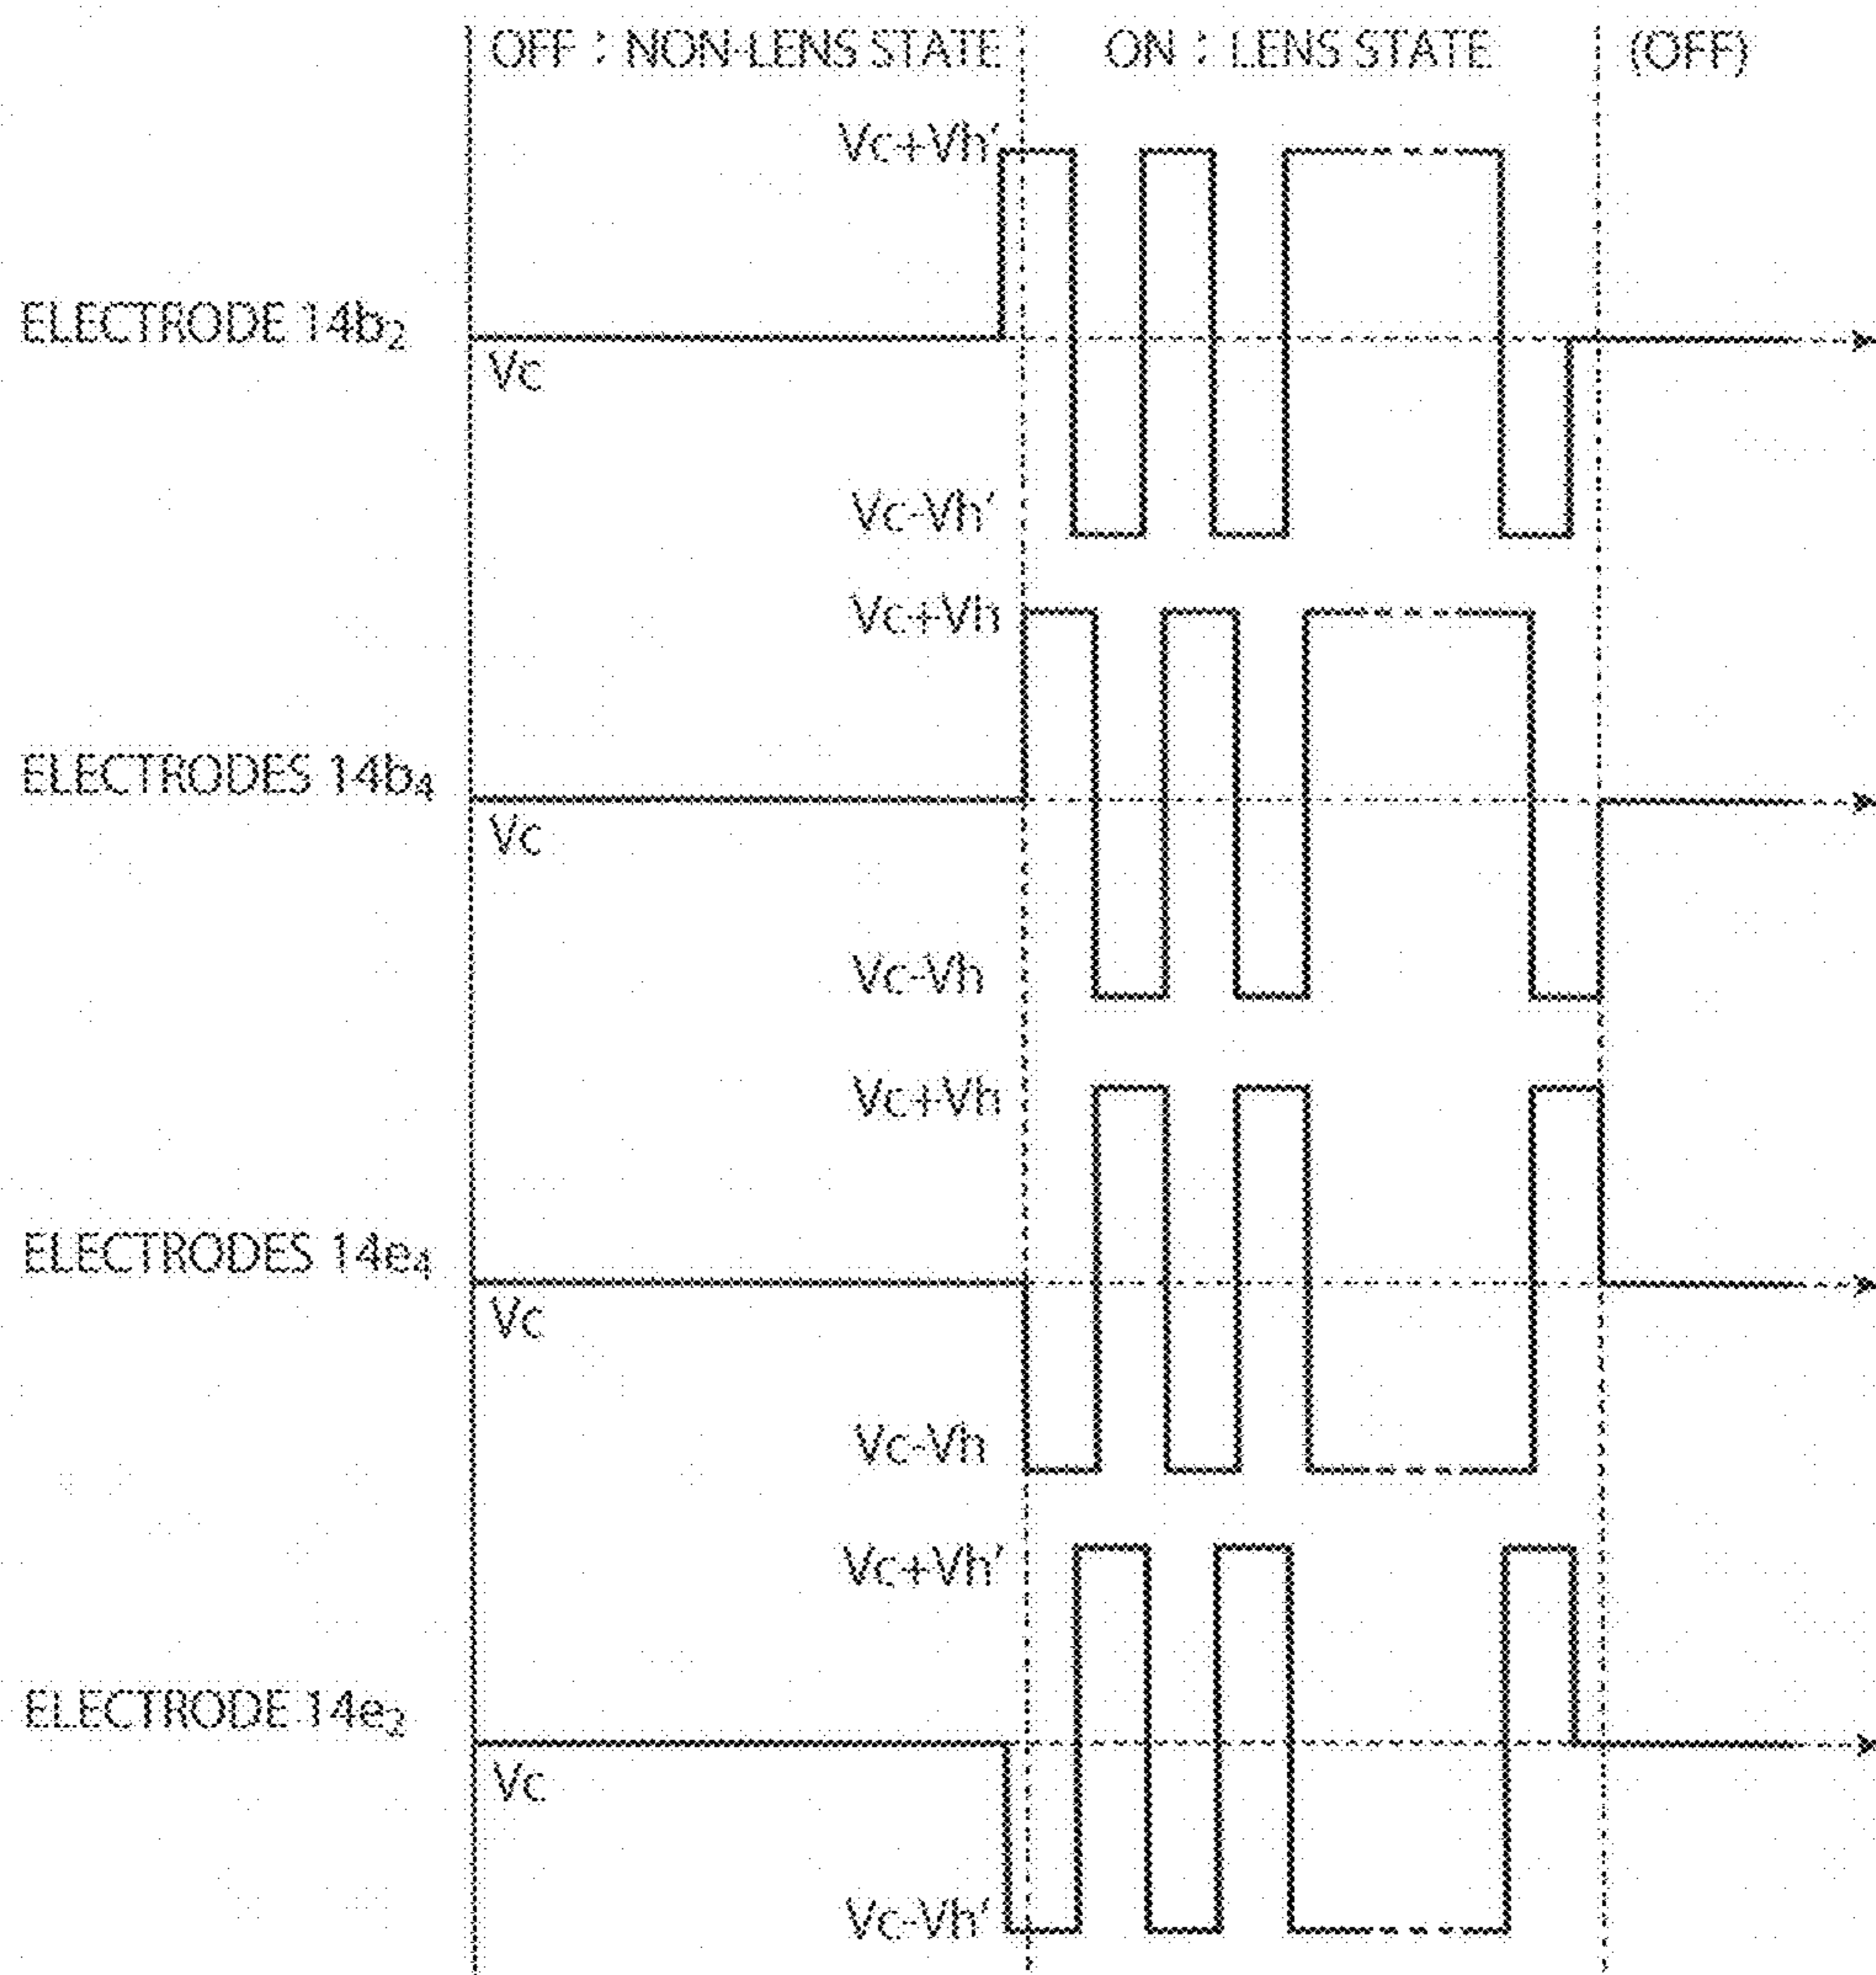 OFF : NON-LENS STATE
ON : LENS STATE
(OFF)
Vc+Vh'
ELECTRODE 14b₂
Vc
Vc-Vh'
Vc+Vh
ELECTRODES 14b₄
Vc
Vc-Vh
Vc+Vh
ELECTRODES 14e₄
Vc
Vc-Vh
Vc+Vh'
ELECTRODE 14e₂
Vc
Vc-Vh'